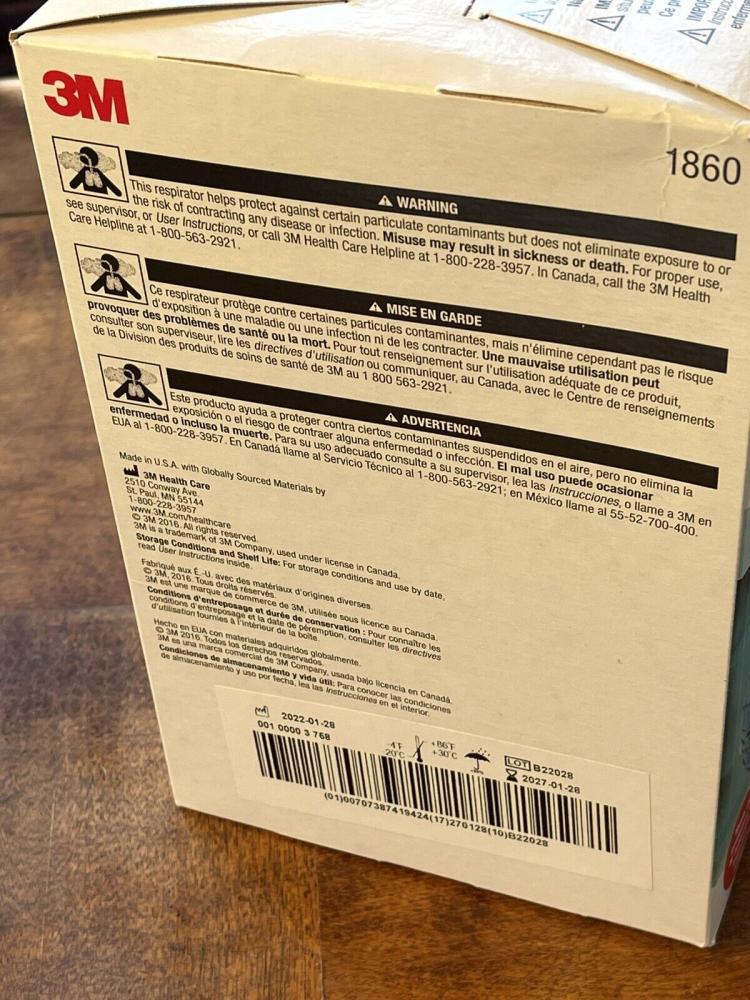 3M
1860
WARNING
This respirator helps protect against certain particulate contaminants but does not eliminate exposure to or
the risk of contracting any disease or infection. Misuse may result in sickness or death. For proper use,
see supervisor, or User Instructions, or call 3M Health Care Helpline at 1-800-228-3957. In Canada, call the 3M Health
Care Helpline at 1-800-563-2921.
MISE EN GARDE
Ce respirateur protège contre certaines particules contaminantes, mais n'élimine cependant pas le risque
d'exposition à une maladie ou une infection ni de les contracter. Une mauvaise utilisation peut
provoquer des problèmes de santé ou la mort. Pour tout renseignement sur l'utilisation adéquate de ce produit,
consulter son superviseur, lire les directives d'utilisation ou communiquer, au Canada, avec le Centre de renseignements
de la Division des produits de soins de santé de 3M au 1 800 563-2921.
ADVERTENCIA
Este producto ayuda a proteger contra ciertos contaminantes suspendidos en el aire, pero no elimina la
exposición o el riesgo de contraer alguna enfermedad o infección. El mal uso puede ocasionar
enfermedad o incluso la muerte. Para su uso adecuado consulte a su supervisor, lea las Instrucciones, o llame a 3M en
EUA al 1-800-228-3957. En Canadá llame al Servicio Técnico al 1-800-563-2921; en México llame al 55-52-700-400.
Made in U.S.A. with Globally Sourced Materials by
3M Health Care
2510 Conway Ave.
St. Paul, MN 55144
1-800-228-3957
www.3M.com/healthcare
© 3M 2016. All rights reserved.
3M is a trademark of 3M Company, used under license in Canada.
Storage Conditions and Shelf Life: For storage conditions and use by date,
read User Instructions inside.
Fabriqué aux É.-U. avec des matériaux d'origines diverses.
© 3M, 2016. Tous droits réservés.
3M est une marque de commerce de 3M, utilisée sous licence au Canada.
Conditions d'entreposage et durée de conservation : Pour connaître les
conditions d'entreposage et la date de péremption, consulter les directives
d'utilisation fournies à l'intérieur de la boîte.
Hecho en EUA con materiales adquiridos globalmente.
© 3M 2016. Todos los derechos reservados.
3M es una marca comercial de 3M Company, usada bajo licencia en Canadá.
Condiciones de almacenamiento y vida útil: Para conocer las condiciones
de almacenamiento y uso por fecha, lea las Instrucciones en el interior.
2022-01-28
001 0000 3 768
-4°F
-20°C
+86°F
+30°C
LOT B22028
2027-01-28
(01)00707387419424(17)270128(10)B22028